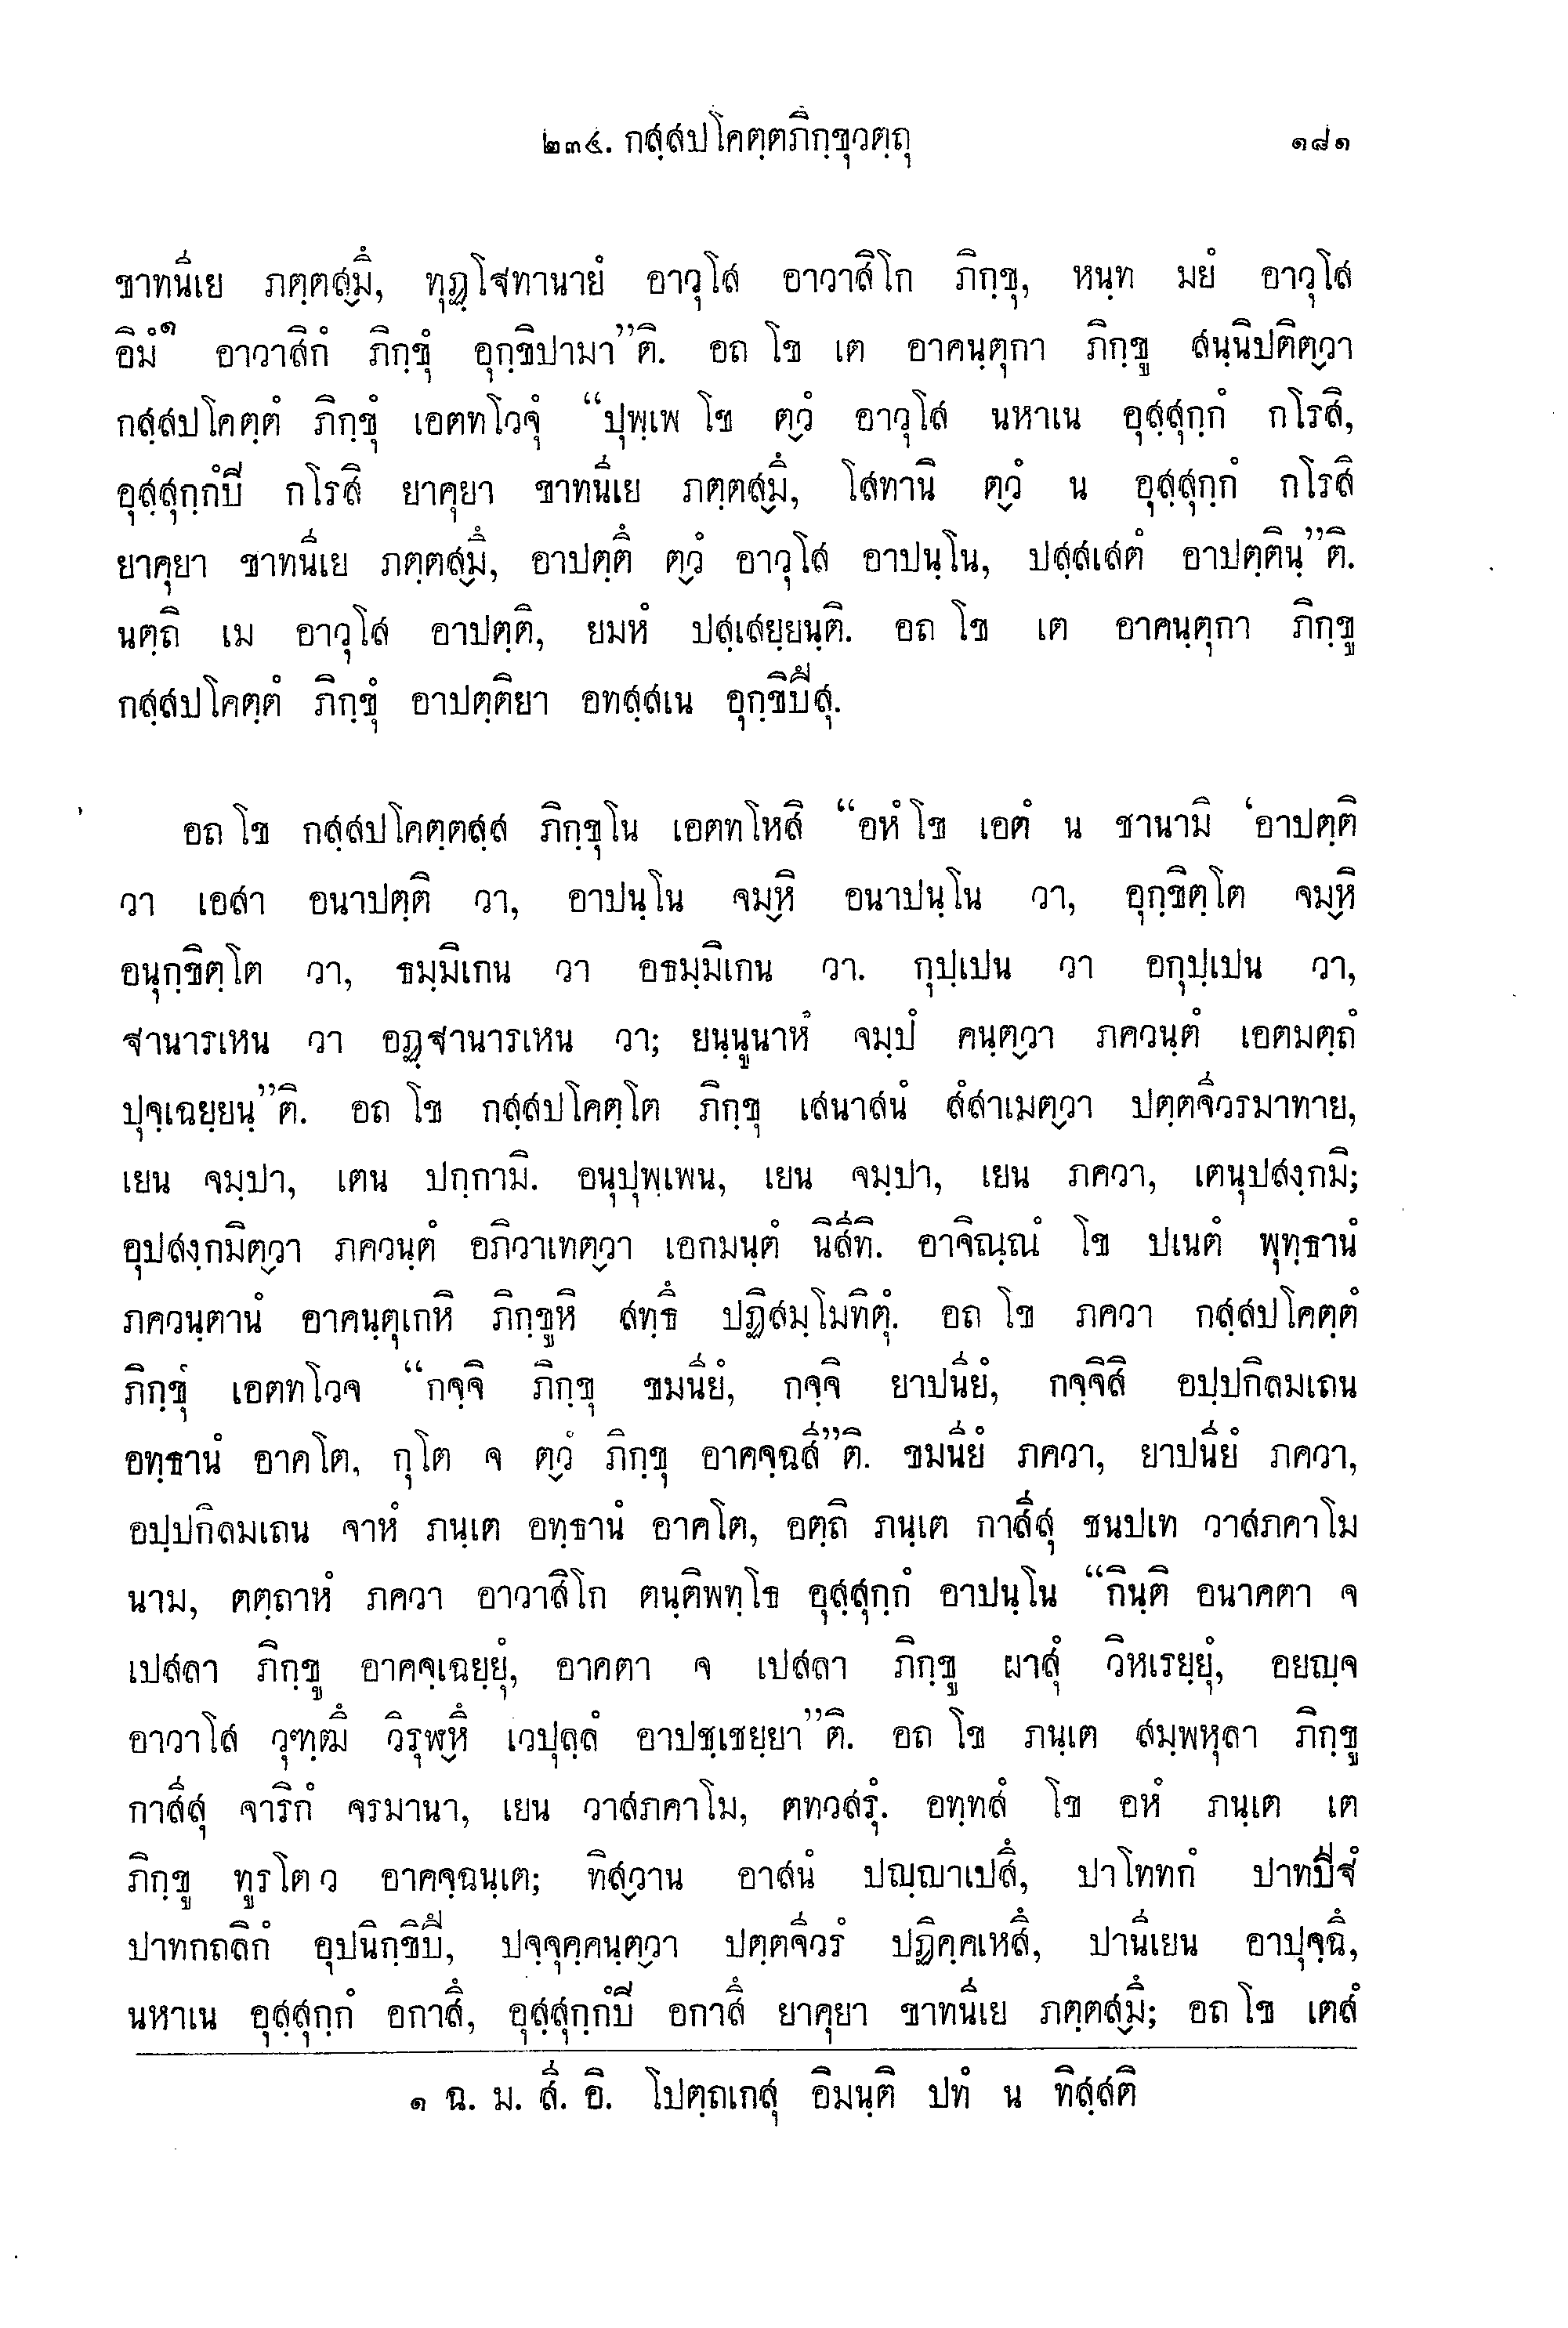 ๒๓๔. กสฺสปโคตฺตภิกฺขุวตฺถุ ๑๘๑
ขาทนีเย ภตฺตสฺมึ, ทุฏฺโฐทานายํ อาวุโส อาวาสิโก ภิกฺขุ, หนฺท มยํ อาวุโส
อิมํ๑ อาวาสิกํ ภิกฺขุํ อุกฺขิปามา”ติ. อถ โข เต อาคนฺตุกา ภิกฺขู สนฺนิปติตฺวา
กสฺสปโคตฺตํ ภิกฺขุํ เอตทโวจุํ “ปุพฺเพ โข ตฺวํ อาวุโส นหาเน อุสฺสุกฺกํ กโรสิ,
อุสฺสุกฺกํปิ กโรสิ ยาคุยา ขาทนีเย ภตฺตสฺมึ, โสทานิ ตฺวํ น อุสฺสุกฺกํ กโรสิ
ยาคุยา ขาทนีเย ภตฺตสฺมึ, อาปตฺตึ ตฺวํ อาวุโส อาปนฺโน, ปสฺสเสตํ อาปตฺตินฺ”ติ.
นตฺถิ เม อาวุโส อาปตฺติ, ยมหํ ปสฺเสยฺยนฺติ. อถ โข เต อาคนฺตุกา ภิกฺขู
กสฺสปโคตฺตํ ภิกฺขุํ อาปตฺติยา อทสฺสเน อุกฺขิปึสุ.
อถ โข กสฺสปโคตฺตสฺส ภิกฺขุโน เอตทโหสิ “อหํ โข เอตํ น ชานามิ ‘อาปตฺติ
วา เอสา อนาปตฺติ วา, อาปนฺโน จมฺหิ อนาปนฺโน วา, อุกฺขิตฺโต จมฺหิ
อนุกฺขิตฺโต วา, ธมฺมิเกน วา อธมฺมิเกน วา. กุปฺเปน วา อกุปฺเปน วา,
ฐานารเหน วา อฏฺฐานารเหน วา; ยนฺนูนาหํ จมฺปํ คนฺตฺวา ภควนฺตํ เอตมตฺถํ
ปุจฺเฉยฺยนฺ”ติ. อถ โข กสฺสปโคตฺโต ภิกฺขุ เสนาสนํ สํสาเมตฺวา ปตฺตจีวรมาทาย,
เยน จมฺปา, เตน ปกฺกามิ. อนุปุพฺเพน, เยน จมฺปา, เยน ภควา, เตนุปสงฺกมิ;
อุปสงฺกมิตฺวา ภควนฺตํ อภิวาเทตฺวา เอกมนฺตํ นิสีทิ. อาจิณฺณํ โข ปเนตํ พุทฺธานํ
ภควนฺตานํ อาคนฺตุเกหิ ภิกฺขูหิ สทฺธึ ปฏิสมฺโมทิตุํ. อถ โข ภควา กสฺสปโคตฺตํ
ภิกฺขุํ เอตทโวจ “กจฺจิ ภิกฺขุ ขมนียํ, กจฺจิ ยาปนียํ, กจฺจิสิ อปฺปกิลมเถน
อทฺธานํ อาคโต, กุโต จ ตฺวํ ภิกฺขุ อาคจฺฉสี”ติ. ขมนียํ ภควา, ยาปนียํ ภควา,
อปฺปกิลมเถน จาหํ ภนฺเต อทฺธานํ อาคโต, อตฺถิ ภนฺเต กาสีสุ ชนปเท วาสภคาโม
นาม, ตตฺถาหํ ภควา อาวาสิโก ตนฺติพทฺโธ อุสฺสุกฺกํ อาปนฺโน “กินฺติ อนาคตา จ
เปสลา ภิกฺขู อาคจฺเฉยฺยุํ, อาคตา จ เปสลา ภิกฺขู ผาสุํ วิหเรยฺยุํ, อยญฺจ
อาวาโส วุฑฺฒึ วิรุฬฺหึ เวปุลฺลํ อาปชฺเชยฺยา”ติ. อถ โข ภนฺเต สมฺพหุลา ภิกฺขู
กาสีสุ จาริกํ จรมานา, เยน วาสภคาโม, ตทวสรุํ. อทฺทสํ โข อหํ ภนฺเต เต
ภิกฺขู ทูรโต ว อาคจฺฉนฺเต; ทิสฺวาน อาสนํ ปญฺญาเปสึ, ปาโททกํ ปาทปีฐํ
ปาทกถลิกํ อุปนิกฺขิปึ, ปจฺจุคฺคนฺตฺวา ปตฺตจีวรํ ปฏิคฺคเหสึ, ปานีเยน อาปุจฺฉึ,
นหาเน อุสฺสุกฺกํ อกาสึ, อุสฺสุกฺกํปิ อกาสึ ยาคุยา ขาทนีเย ภตฺตสฺมึ; อถ โข เตสํ
๑ ฉ. ม. สี. อิ. โปตฺถเกสุ อิมนฺติ ปทํ น ทิสฺสติ